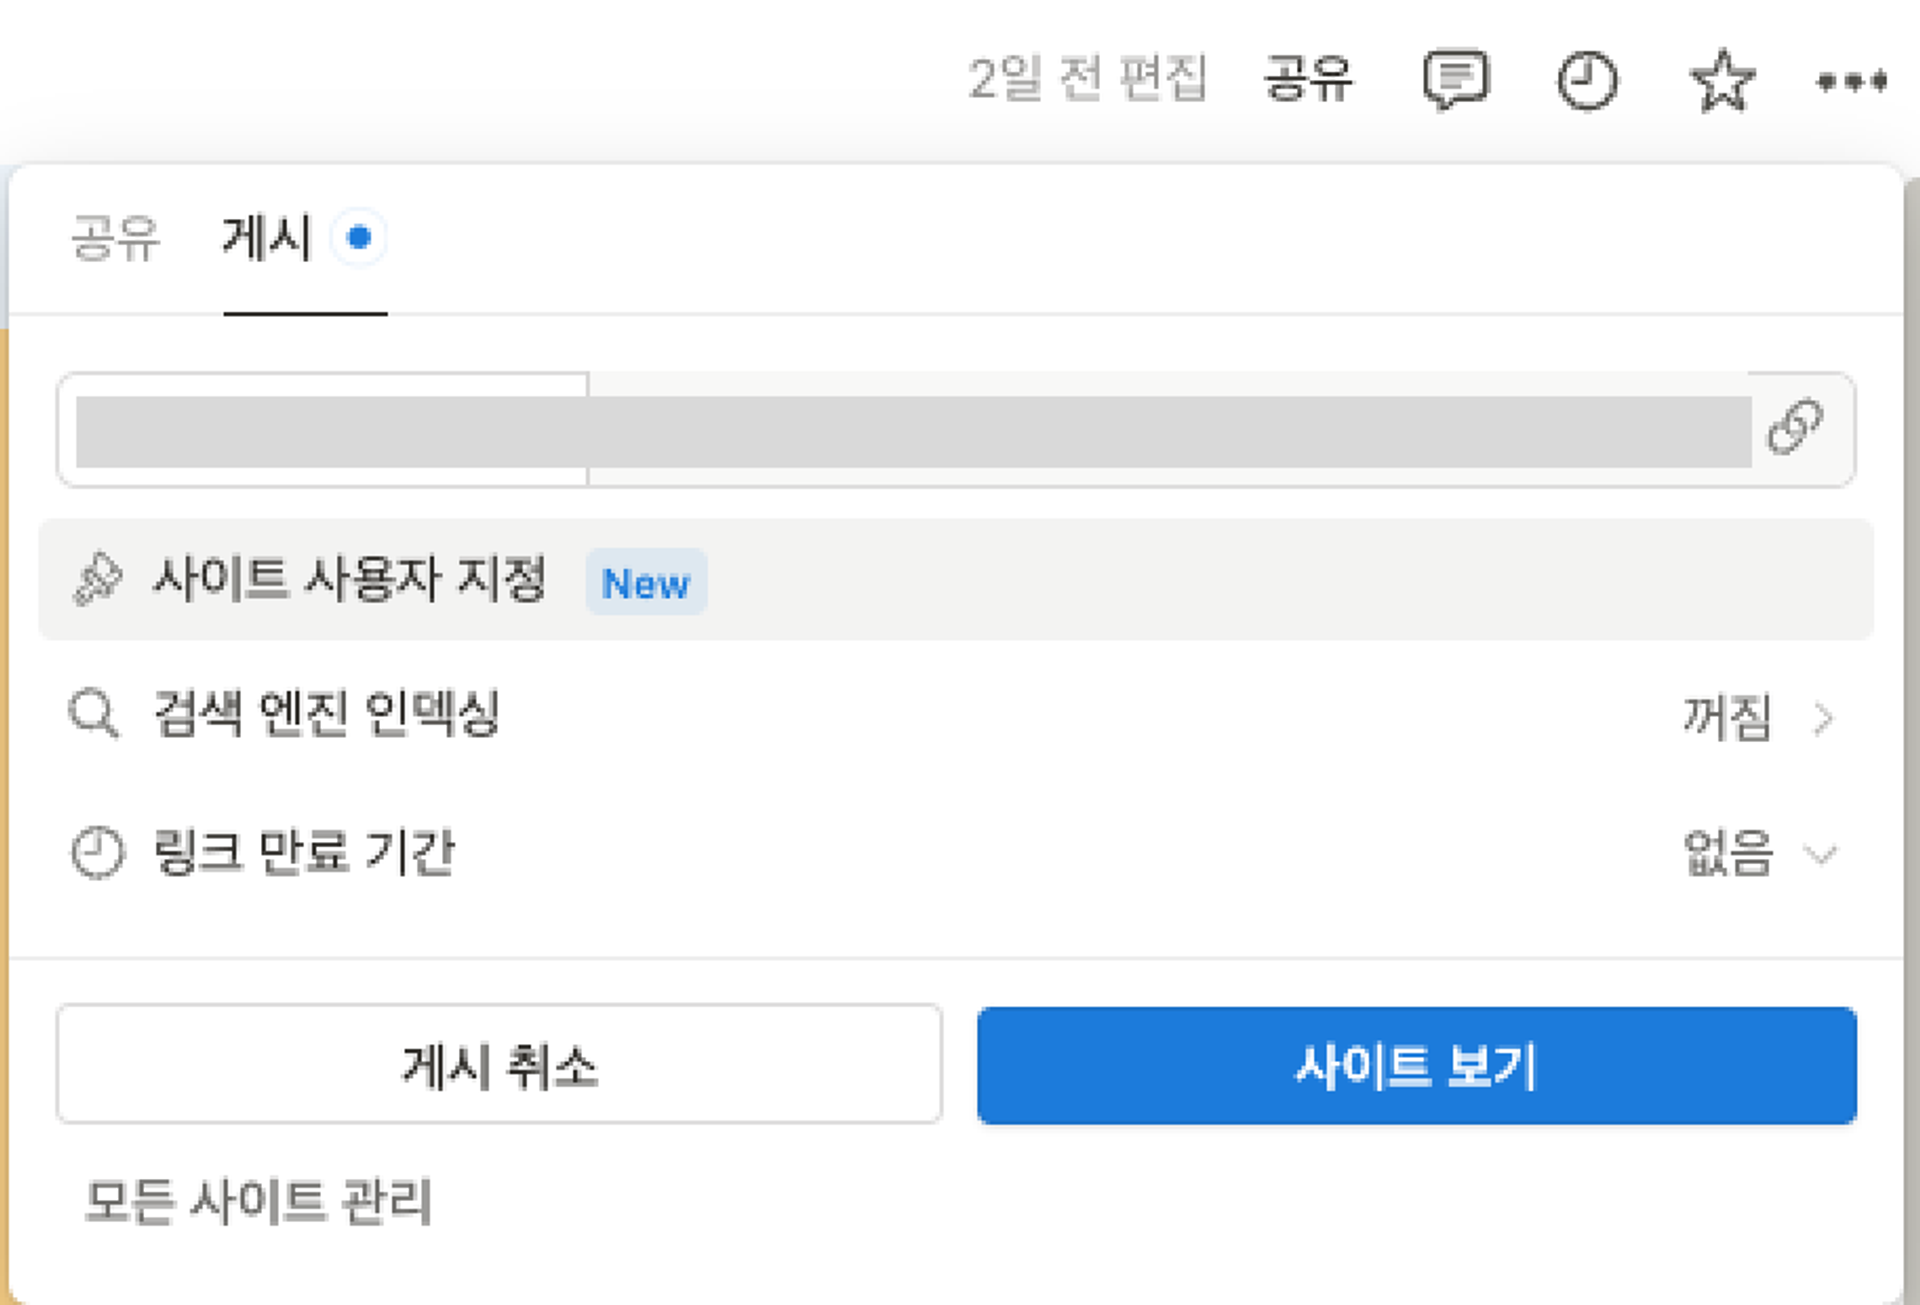 2일 전 편집 공유
공유 게시
사이트 사용자 지정 New
검색 엔진 인덱싱 꺼짐
링크 만료 기간 없음
게시 취소 사이트 보기
모든 사이트 관리